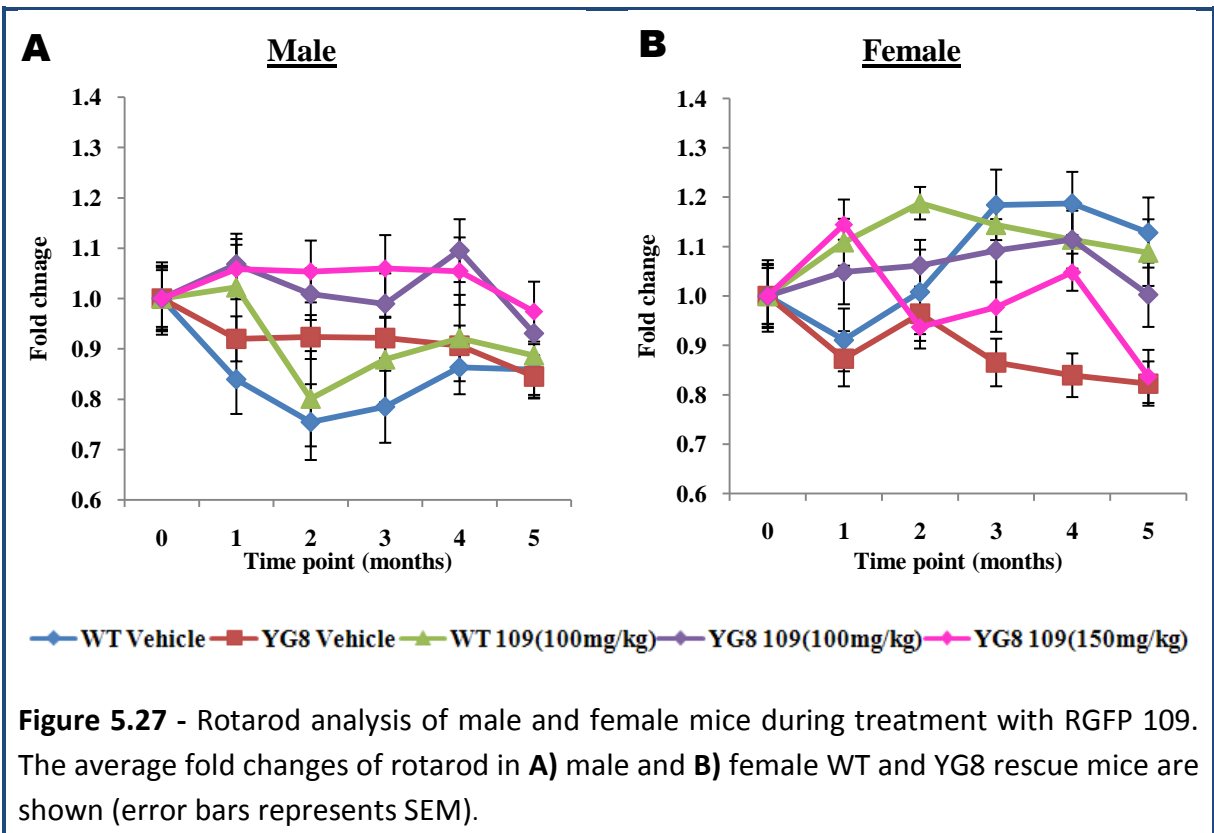 A
Male
1.4
1.3
1.2
1.1
1.0
0.9
0.8
0.7
0.6
Fold chnage
0 1 2 3 4 5
Time point (months)
B
Female
1.4
1.3
1.2
1.1
1.0
0.9
0.8
0.7
0.6
Fold change
0 1 2 3 4 5
Time point (months)
WT Vehicle YG8 Vehicle WT 109(100mg/kg) YG8 109(100mg/kg) YG8 109(150mg/kg)
Figure 5.27 - Rotarod analysis of male and female mice during treatment with RGFP 109.
The average fold changes of rotarod in A) male and B) female WT and YG8 rescue mice are
shown (error bars represents SEM).